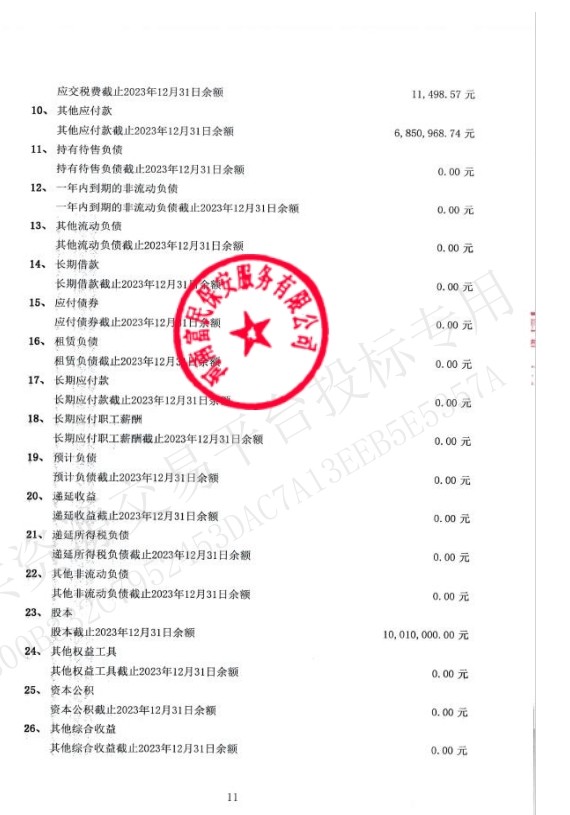 应交税费截止2023年12月31日余额 11,498.57 元
10、 其他应付款
其他应付款截止2023年12月31日余额 6,850,968.74 元
11、 持有待售负债
持有待售负债截止2023年12月31日余额 0.00 元
12、 一年内到期的非流动负债
一年内到期的非流动负债截止2023年12月31日余额 0.00 元
13、 其他流动负债
其他流动负债截止2023年12月31日余额 0.00 元
14、 长期借款
长期借款截止2023年12月31日余额 0.00 元
15、 应付债券
应付债券截止2023年12月31日余额 0.00 元
16、 租赁负债
租赁负债截止2023年12月31日余额 0.00 元
17、 长期应付款
长期应付款截止2023年12月31日余额 0.00 元
18、 长期应付职工薪酬
长期应付职工薪酬截止2023年12月31日余额 0.00 元
19、 预计负债
预计负债截止2023年12月31日余额 0.00 元
20、 递延收益
递延收益截止2023年12月31日余额 0.00 元
21、 递延所得税负债
递延所得税负债截止2023年12月31日余额 0.00 元
22、 其他非流动负债
其他非流动负债截止2023年12月31日余额 0.00 元
23、 股本
股本截止2023年12月31日余额 10,010,000.00 元
24、 其他权益工具
其他权益工具截止2023年12月31日余额 0.00 元
25、 资本公积
资本公积截止2023年12月31日余额 0.00 元
26、 其他综合收益
其他综合收益截止2023年12月31日余额 0.00 元
富民保安服务有限公司
交易平台投标专用
11